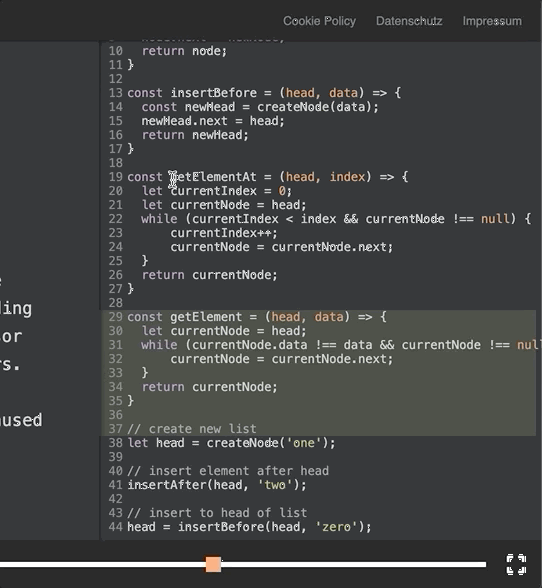 Cookie Policy Datenschutz Impressum
10 return node;
11 }
12
13 const insertBefore = (head, data) => {
14 const newHead = createNode(data);
15 newHead.next = head;
16 return newHead;
17 }
18
19 const getElementAt = (head, index) => {
20 let currentIndex = 0;
21 let currentNode = head;
22 while (currentIndex < index && currentNode !== null) {
23 currentIndex++;
24 currentNode = currentNode.next;
25 }
26 return currentNode;
27 }
28
29 const getElement = (head, data) => {
30 let currentNode = head;
31 while (currentNode.data !== data && currentNode !== nul
32 currentNode = currentNode.next;
33 }
34 return currentNode;
35 }
36
37 // create new list
38 let head = createNode('one');
39
40 // insert element after head
41 insertAfter(head, 'two');
42
43 // insert to head of list
44 head = insertBefore(head, 'zero');
ding
sor
rs.
used